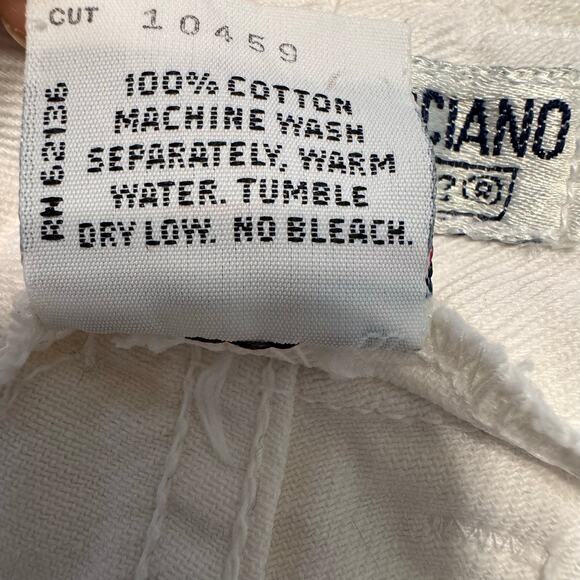 CUT 10459
100% COTTON
MACHINE WASH
SEPARATELY, WARM
WATER. TUMBLE
DRY LOW. NO BLEACH.
RN 62136
CIANO
?®